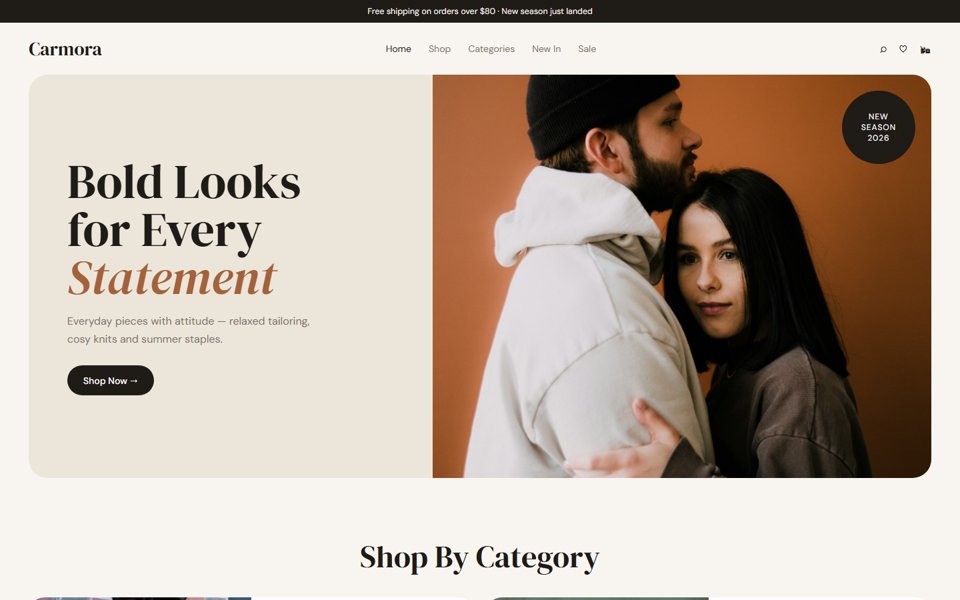 Free shipping on orders over $80 · New season just landed
Carmora
Home Shop Categories New In Sale
NEW
SEASON
2026
Bold Looks
for Every
Statement
Everyday pieces with attitude — relaxed tailoring,
cosy knits and summer staples.
Shop Now →
Shop By Category